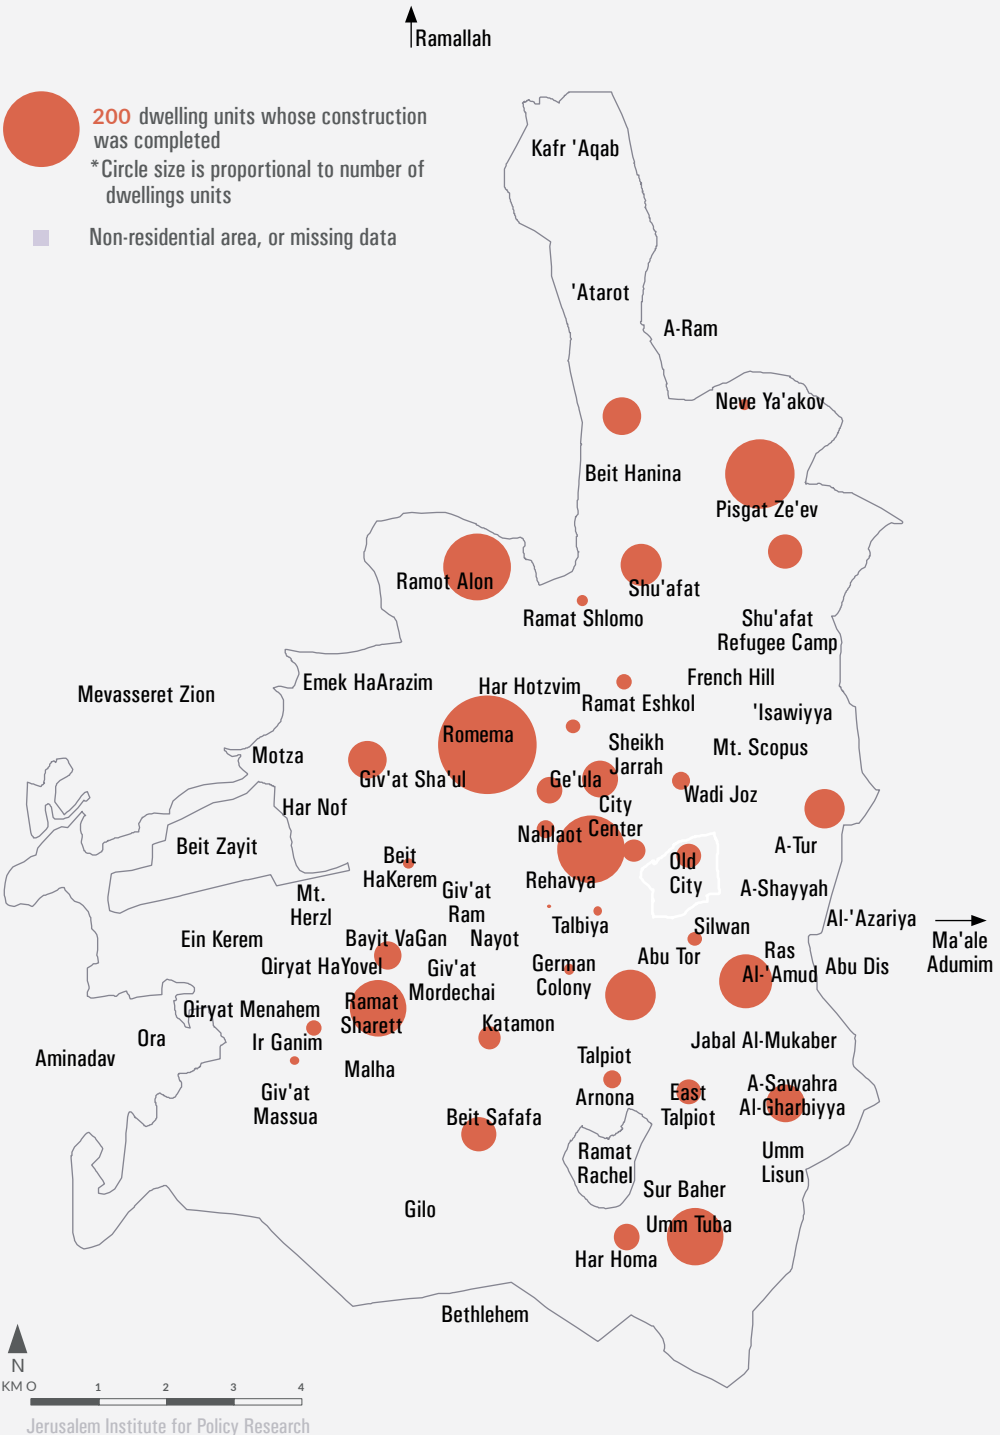 Ramallah
200 dwelling units whose construction
was completed
*Circle size is proportional to number of
dwellings units
Non-residential area, or missing data
Kafr 'Aqab
'Atarot
A-Ram
Neve Ya'akov
Beit Hanina
Pisgat Ze'ev
Ramot Alon
Shu'afat
Ramat Shlomo
Shu'afat
Refugee Camp
Emek HaArazim
Har Hotzvim
French Hill
Mevasseret Zion
Ramat Eshkol
'Isawiyya
Romema
Sheikh
Jarrah
Mt. Scopus
Motza
Giv'at Sha'ul
Ge'ula
Wadi Joz
Har Nof
City
Center
Nahlaot
Beit Zayit
Beit
HaKerem
Old
City
A-Tur
Rehavya
Mt.
Herzl
Giv'at
Ram
A-Shayyah
Talbiya
Al-'Azariya
Ein Kerem
Bayit VaGan
Nayot
Silwan
Ma'ale
Adumim
Qiryat HaYovel
Giv'at
Mordechai
German
Colony
Abu Tor
Ras
Al-'Amud
Abu Dis
Qiryat Menahem
Ramat
Sharett
Katamon
Ora
Ir Ganim
Jabal Al-Mukaber
Aminadav
Malha
Talpiot
Arnona
Giv'at
Massua
East
Talpiot
A-Sawahra
Al-Gharbiyya
Beit Safafa
Ramat
Rachel
Umm
Lisun
Sur Baher
Gilo
Umm Tuba
Har Homa
Bethlehem
N
KM 0 1 2 3 4
Jerusalem Institute for Policy Research